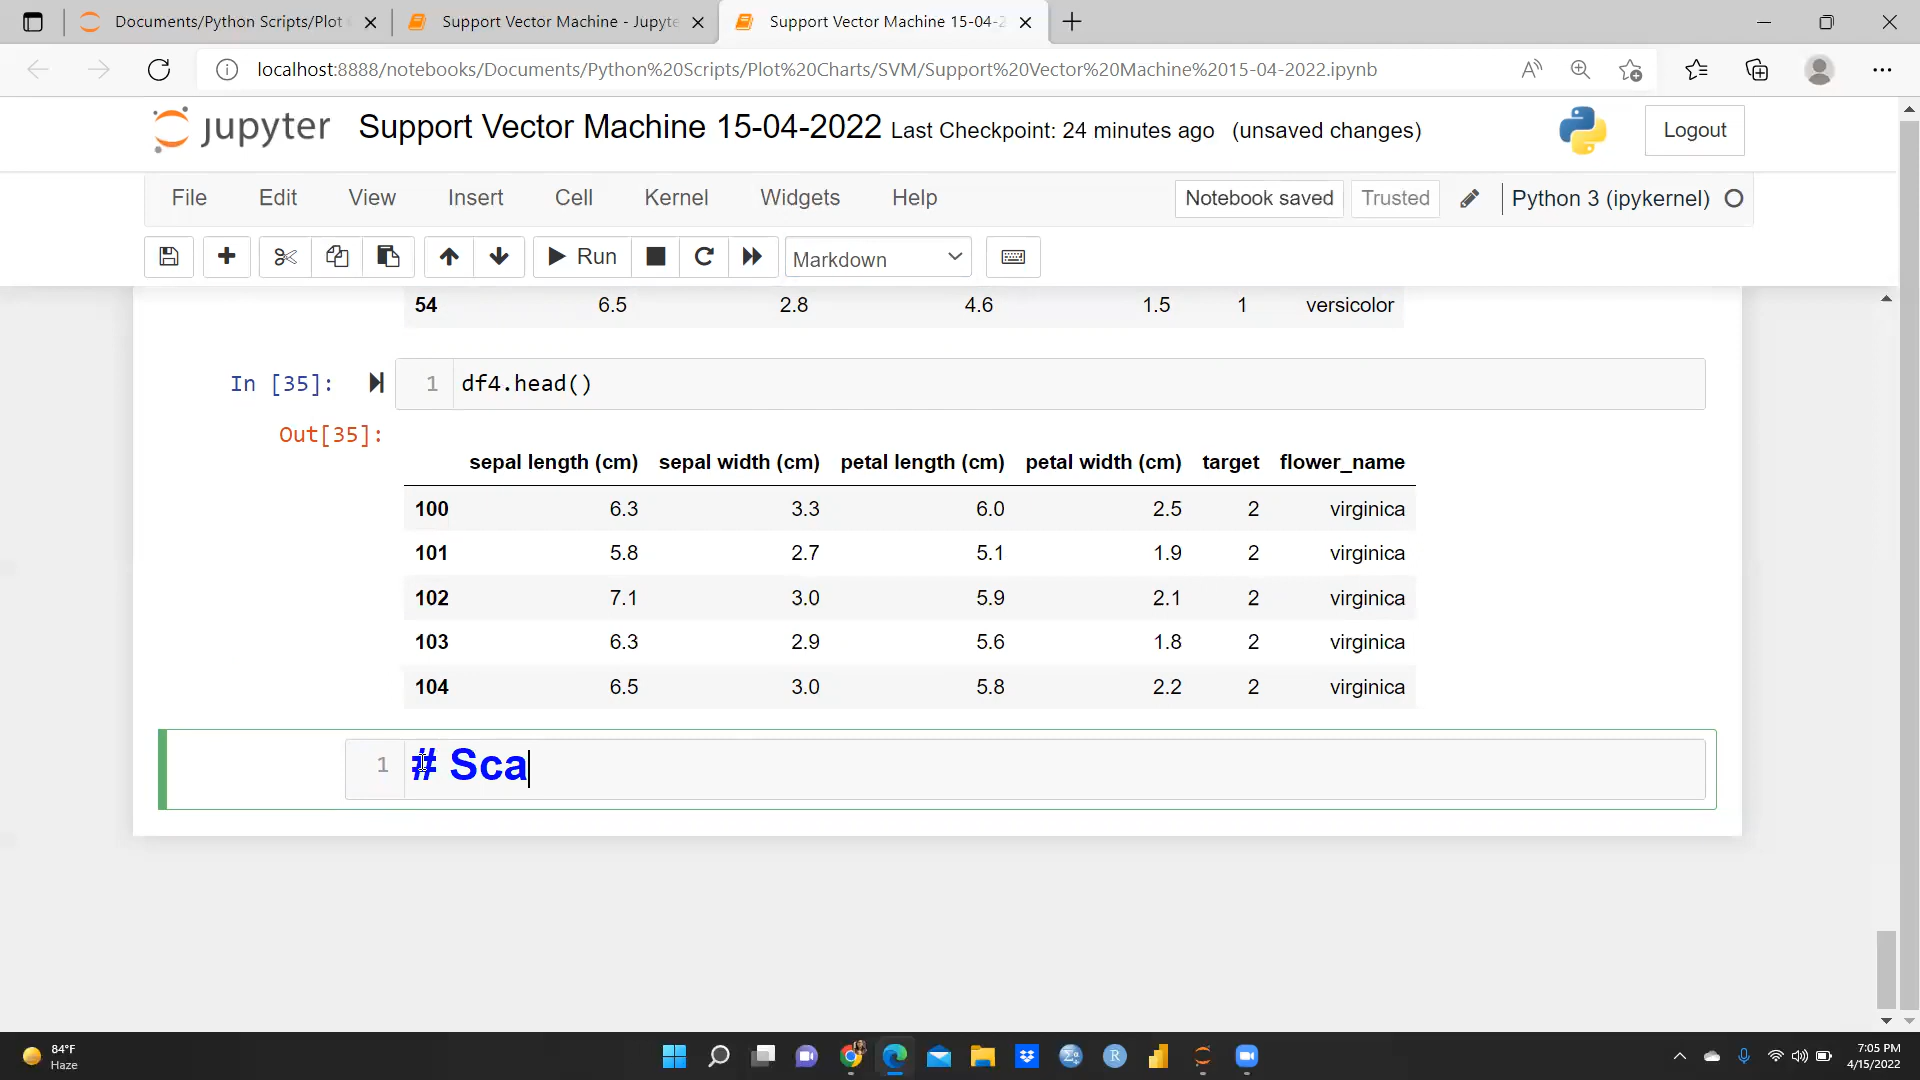 Documents/Python Scripts/Plot
Support Vector Machine - Jupyte
Support Vector Machine 15-04-2
localhost:8888/notebooks/Documents/Python%20Scripts/Plot%20Charts/SVM/Support%20Vector%20Machine%2015-04-2022.ipynb
jupyter Support Vector Machine 15-04-2022 Last Checkpoint: 24 minutes ago (unsaved changes) Logout
File Edit View Insert Cell Kernel Widgets Help Notebook saved Trusted Python 3 (ipykernel)
Run Markdown
54 6.5 2.8 4.6 1.5 1 versicolor
In [35]: 1 df4.head()
Out[35]:
sepal length (cm) sepal width (cm) petal length (cm) petal width (cm) target flower_name
100 6.3 3.3 6.0 2.5 2 virginica
101 5.8 2.7 5.1 1.9 2 virginica
102 7.1 3.0 5.9 2.1 2 virginica
103 6.3 2.9 5.6 1.8 2 virginica
104 6.5 3.0 5.8 2.2 2 virginica
1 # Sca
84°F
Haze
7:05 PM
4/15/2022